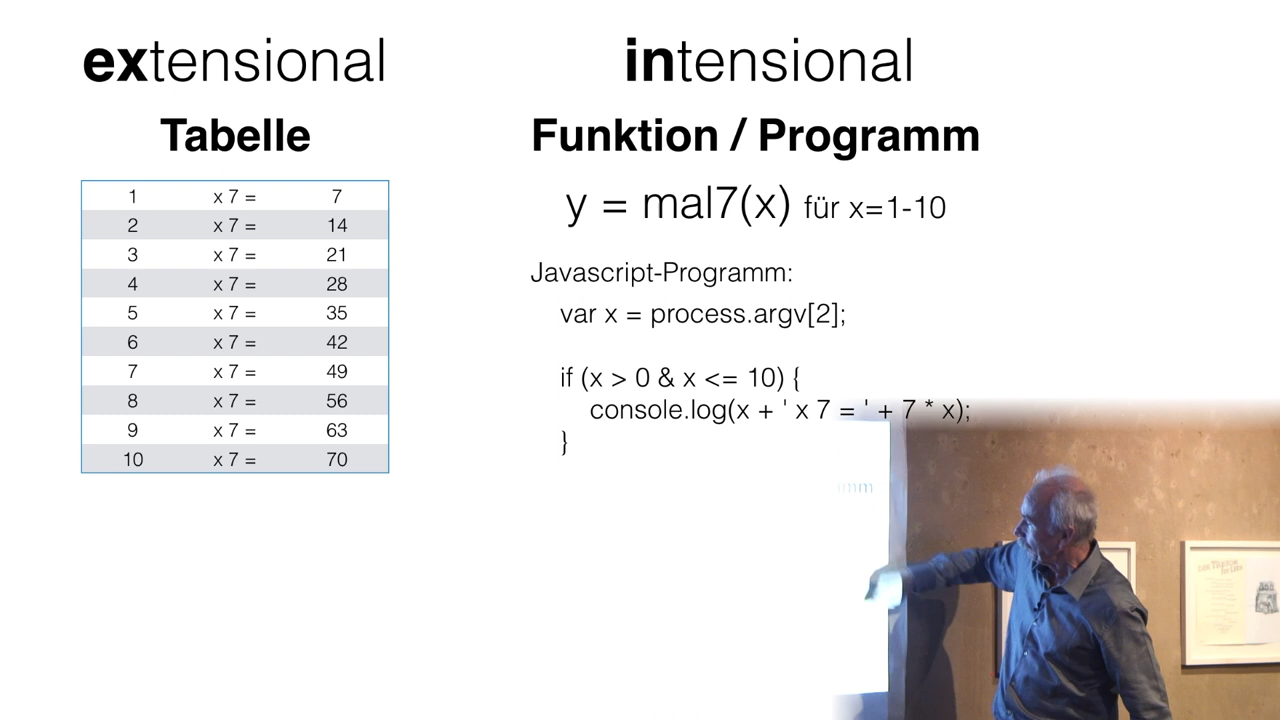 extensional
Tabelle
1 x 7 = 7
2 x 7 = 14
3 x 7 = 21
4 x 7 = 28
5 x 7 = 35
6 x 7 = 42
7 x 7 = 49
8 x 7 = 56
9 x 7 = 63
10 x 7 = 70
intensional
Funktion / Programm
y = mal7(x) für x=1-10
Javascript-Programm:
var x = process.argv[2];
if (x > 0 & x <= 10) {
console.log(x + ' x 7 = ' + 7 * x);
}